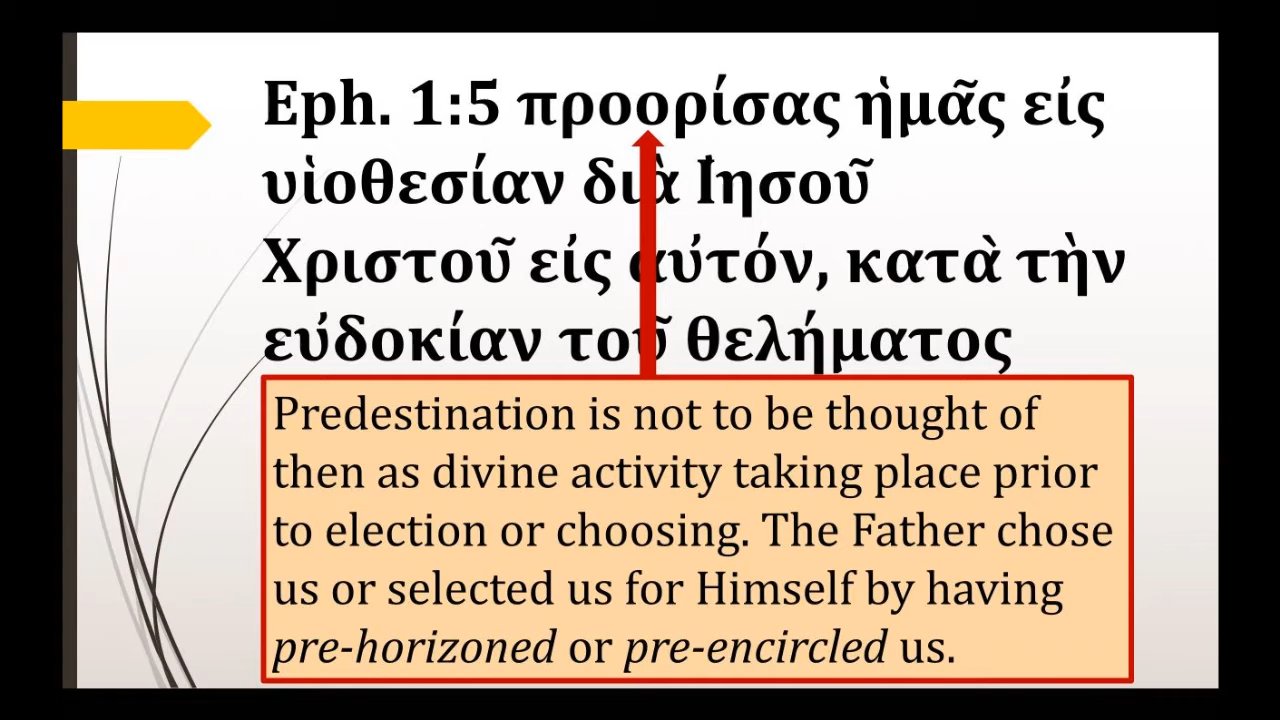 Eph. 1:5 προορίσας ἡμᾶς εἰς
υἱοθεσίαν διὰ Ἰησοῦ
Χριστοῦ εἰς αὐτόν, κατὰ τὴν
εὐδοκίαν τοῦ θελήματος
Predestination is not to be thought of
then as divine activity taking place prior
to election or choosing. The Father chose
us or selected us for Himself by having
pre-horizoned or pre-encircled us.